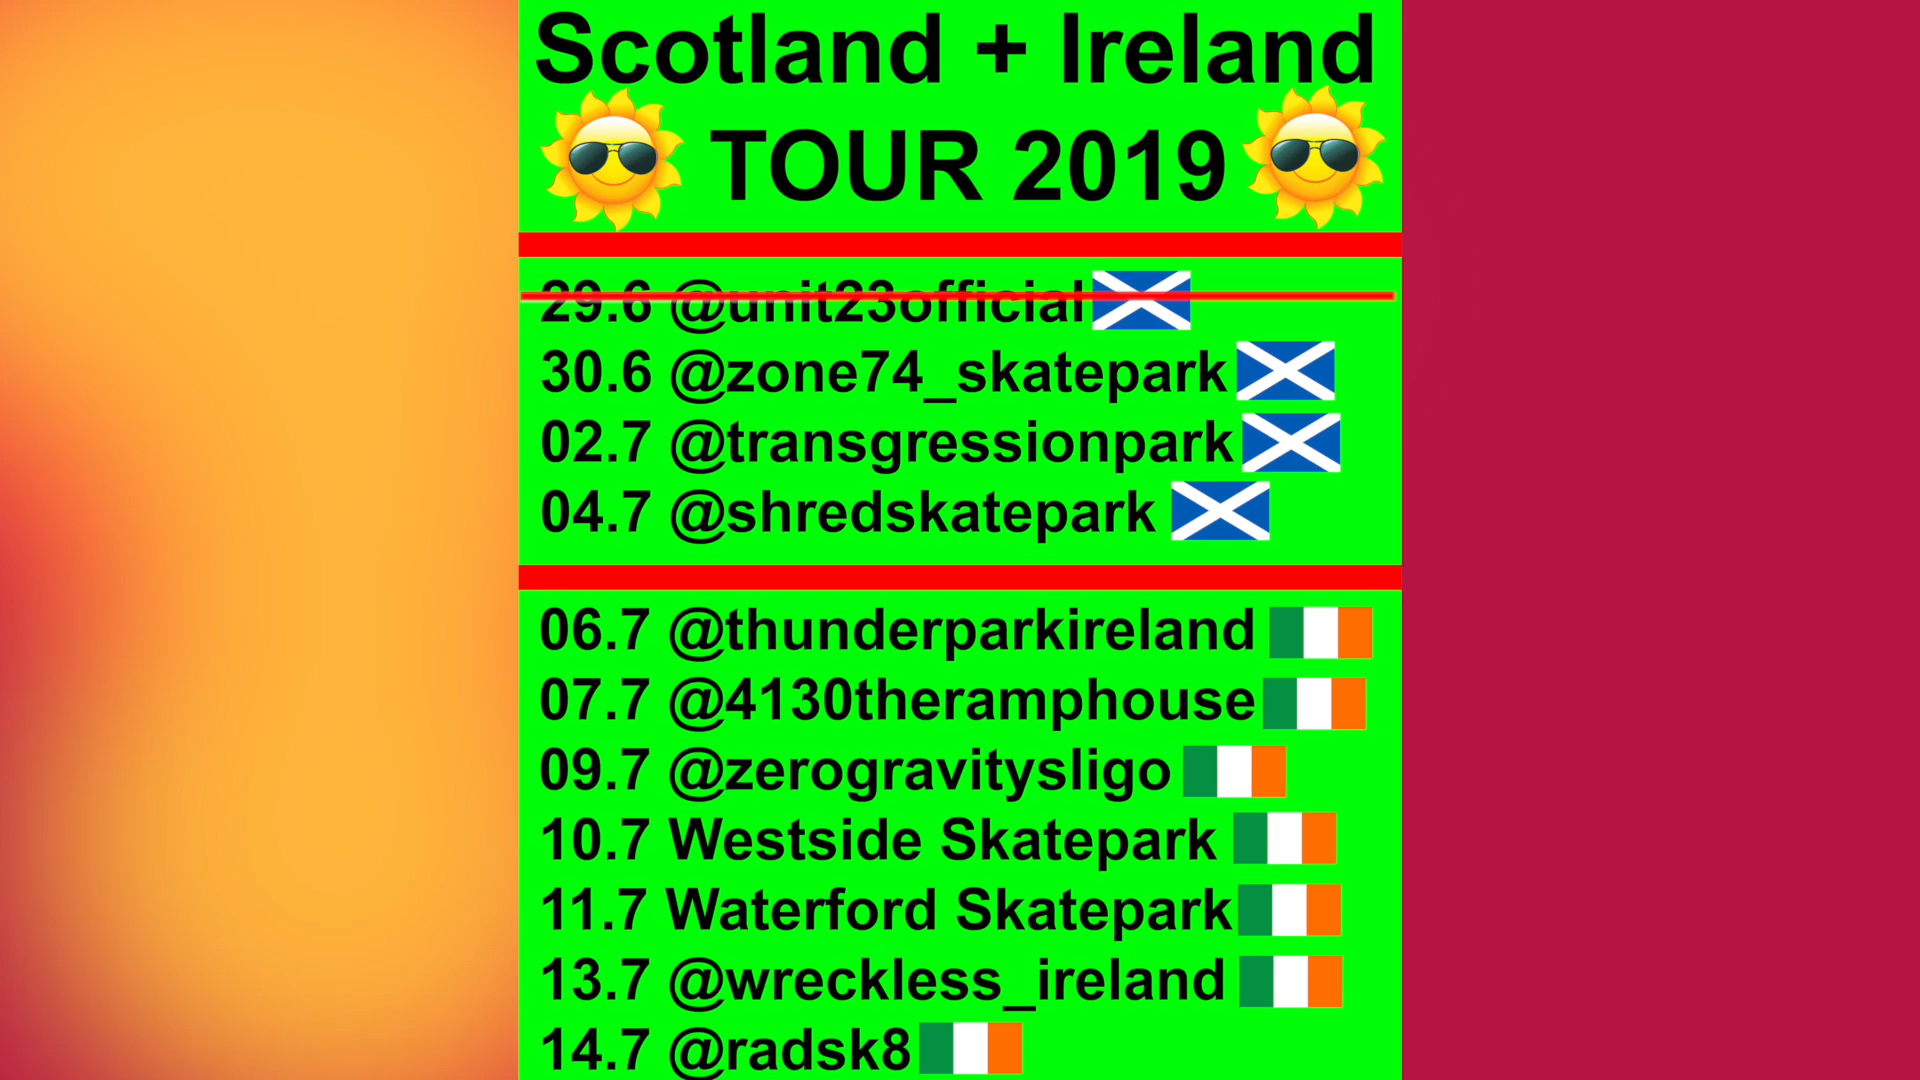 Scotland + Ireland
TOUR 2019
29.6 @unit23official
30.6 @zone74_skatepark
02.7 @transgressionpark
04.7 @shredskatepark
06.7 @thunderparkireland
07.7 @4130theramphouse
09.7 @zerogravitysligo
10.7 Westside Skatepark
11.7 Waterford Skatepark
13.7 @wreckless_ireland
14.7 @radsk8